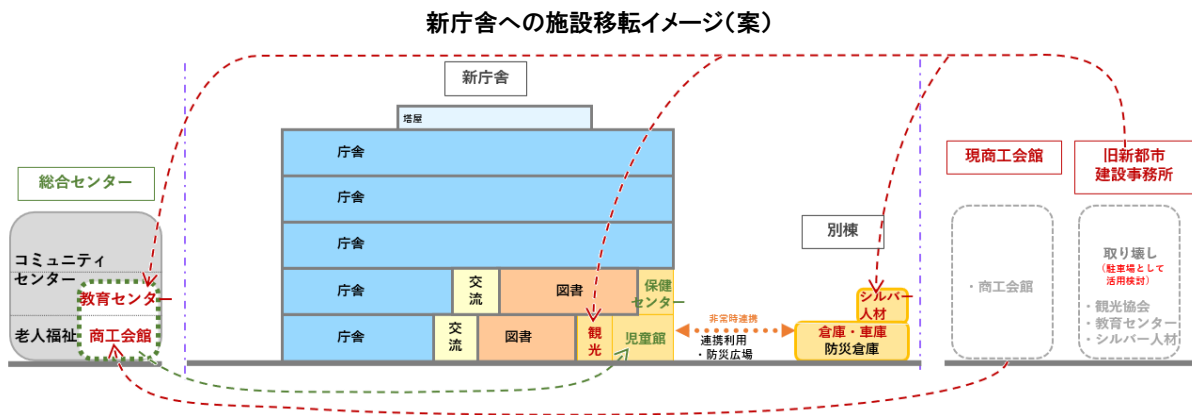 新庁舎への施設移転イメージ（案）
新庁舎
塔屋
庁舎
庁舎
庁舎
庁舎
交流
図書
保健
センター
庁舎
交流
図書
観光
児童館
総合センター
コミュニティ
センター
教育センター
老人福祉
商工会館
非常時連携
連携利用
・防災広場
別棟
シルバー
人材
倉庫・車庫
防災倉庫
現商工会館
・商工会館
旧新都市
建設事務所
取り壊し
（駐車場として
活用検討）
・観光協会
・教育センター
・シルバー人材